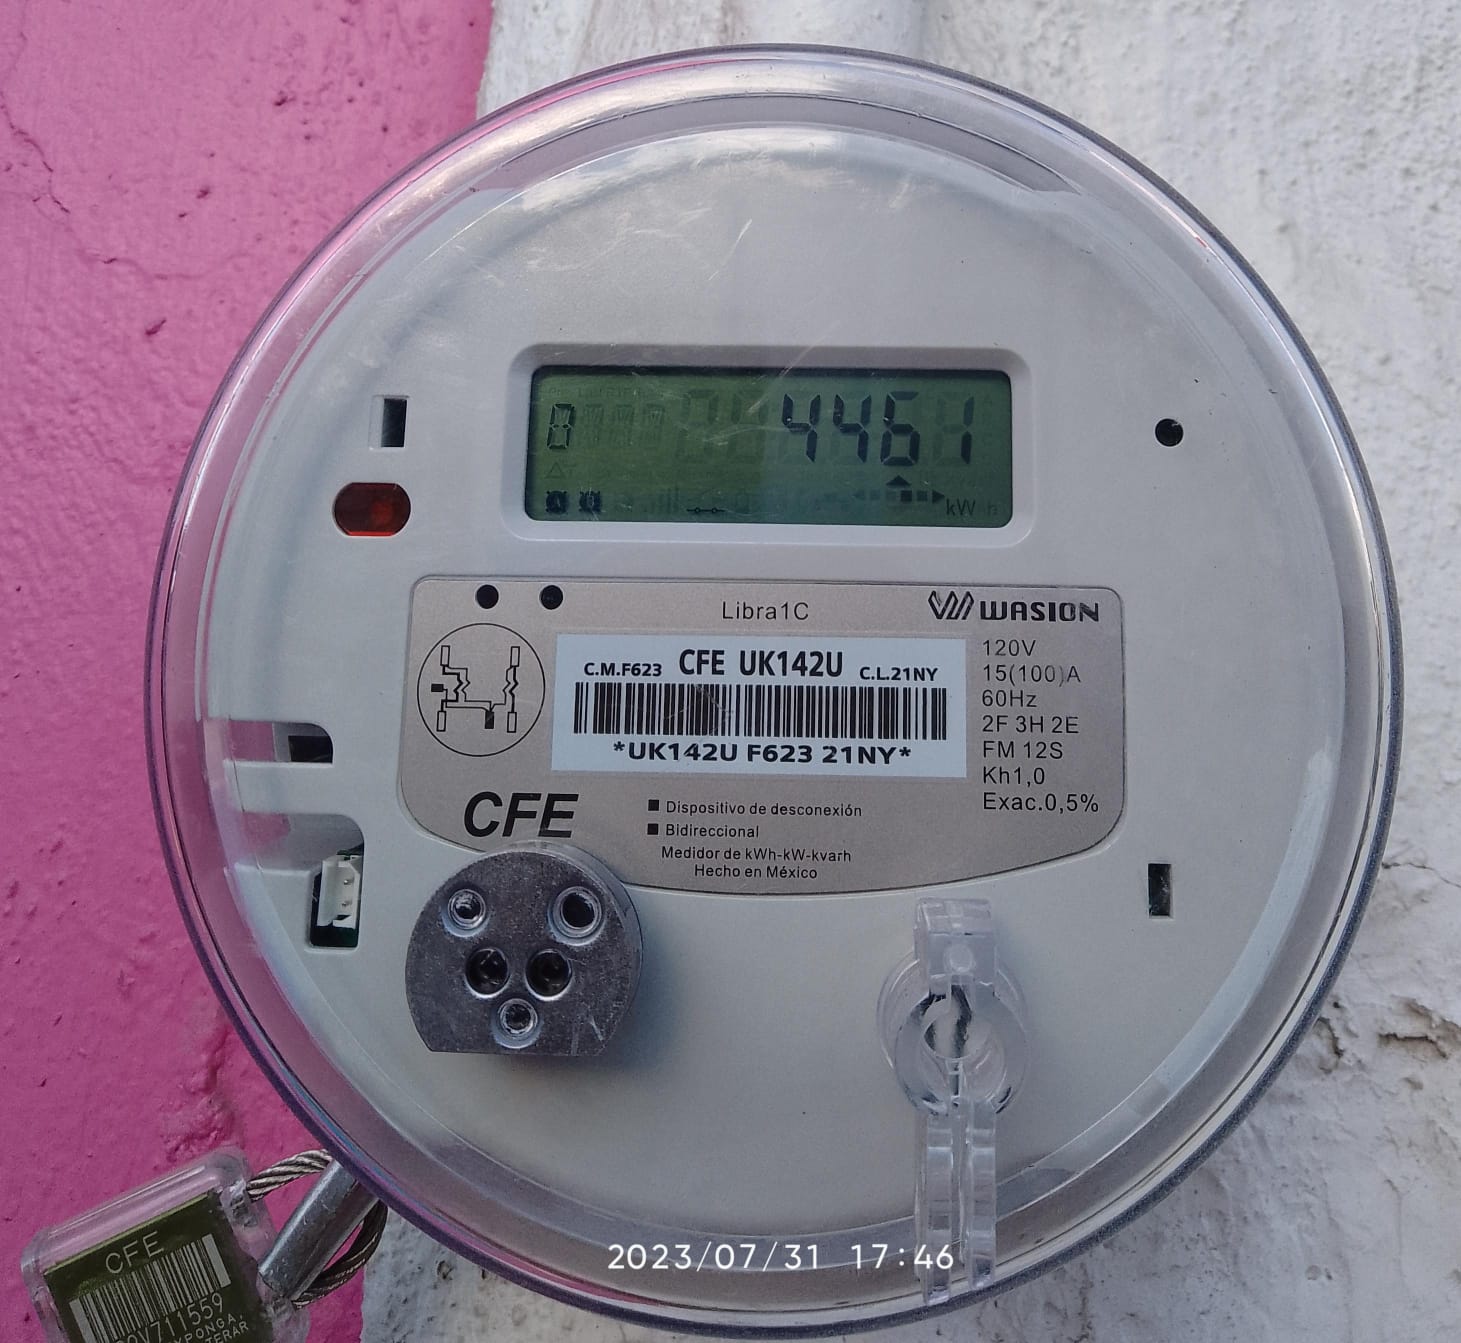 8 4461
kW h
Libra1C
WASION
C.M.F623 CFE UK142U C.L.21NY
*UK142U F623 21NY*
120V
15(100)A
60Hz
2F 3H 2E
FM 12S
Kh1,0
Exac.0,5%
CFE
Dispositivo de desconexión
Bidireccional
Medidor de kWh-kW-kvarh
Hecho en México
2023/07/31 17:46
CFE